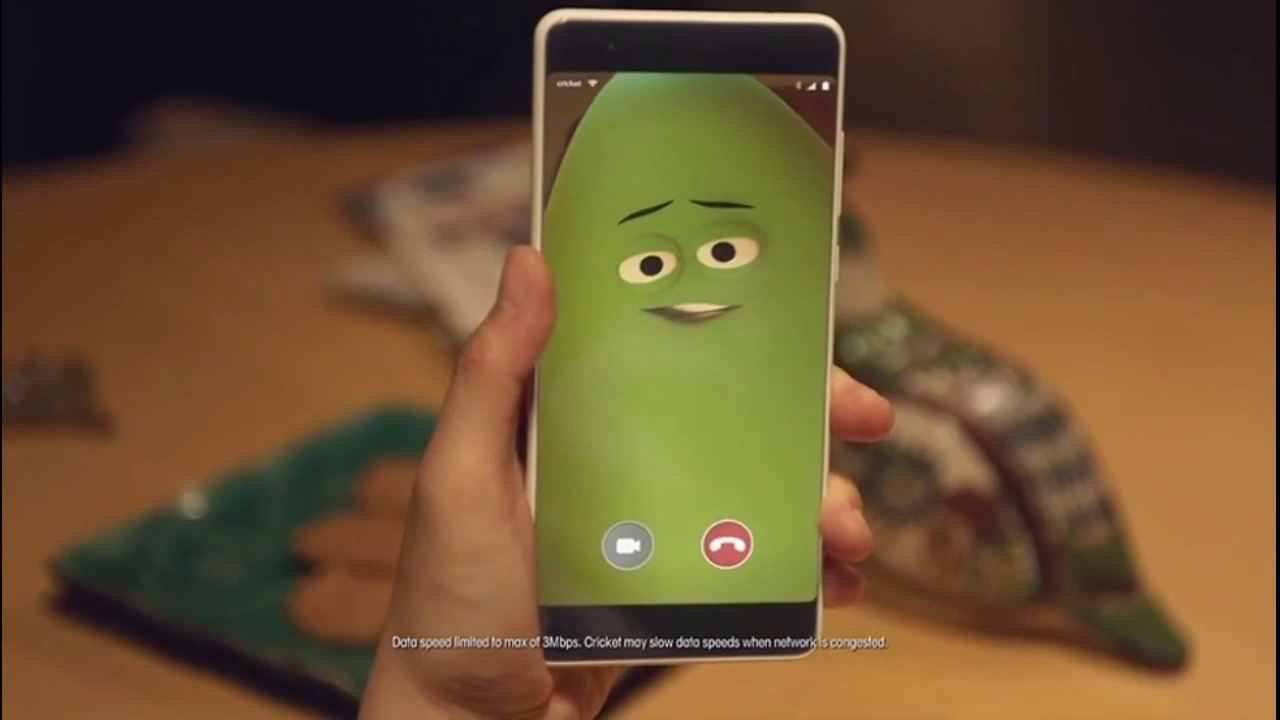 cricket
Data speed limited to max of 3Mbps. Cricket may slow data speeds when network is congested.